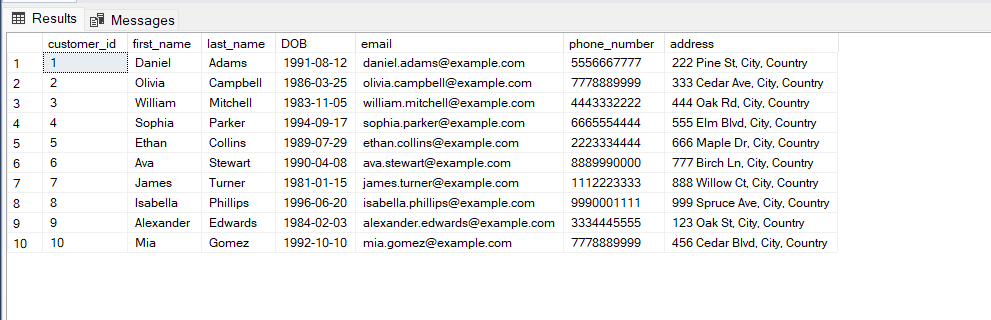 Results Messages
customer_id first_name last_name DOB email phone_number address
1 1 Daniel Adams 1991-08-12 daniel.adams@example.com 5556667777 222 Pine St, City, Country
2 2 Olivia Campbell 1986-03-25 olivia.campbell@example.com 7778889999 333 Cedar Ave, City, Country
3 3 William Mitchell 1983-11-05 william.mitchell@example.com 4443332222 444 Oak Rd, City, Country
4 4 Sophia Parker 1994-09-17 sophia.parker@example.com 6665554444 555 Elm Blvd, City, Country
5 5 Ethan Collins 1989-07-29 ethan.collins@example.com 2223334444 666 Maple Dr, City, Country
6 6 Ava Stewart 1990-04-08 ava.stewart@example.com 8889990000 777 Birch Ln, City, Country
7 7 James Turner 1981-01-15 james.turner@example.com 1112223333 888 Willow Ct, City, Country
8 8 Isabella Phillips 1996-06-20 isabella.phillips@example.com 9990001111 999 Spruce Ave, City, Country
9 9 Alexander Edwards 1984-02-03 alexander.edwards@example.com 3334445555 123 Oak St, City, Country
10 10 Mia Gomez 1992-10-10 mia.gomez@example.com 7778889999 456 Cedar Blvd, City, Country